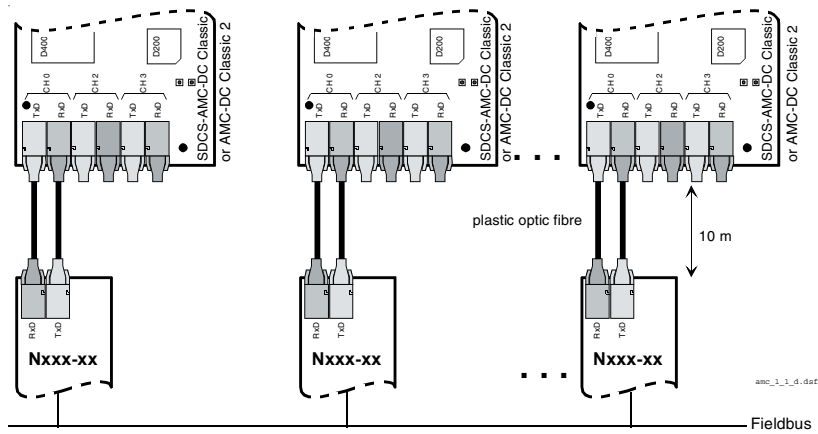 D400
D200
CH 0
CH 2
CH 3
TxD
RxD
TxD
RxD
TxD
RxD
SDCS-AMC-DC Classic
or AMC-DC Classic 2
RxD
TxD
Nxxx-xx
D400
D200
CH 0
CH 2
CH 3
TxD
RxD
TxD
RxD
TxD
RxD
SDCS-AMC-DC Classic
or AMC-DC Classic 2
RxD
TxD
Nxxx-xx
. . .
D400
D200
CH 0
CH 2
CH 3
TxD
RxD
TxD
RxD
TxD
RxD
SDCS-AMC-DC Classic
or AMC-DC Classic 2
plastic optic fibre
10 m
RxD
TxD
Nxxx-xx
. . .
amc_1_1_d.dsf
Fieldbus